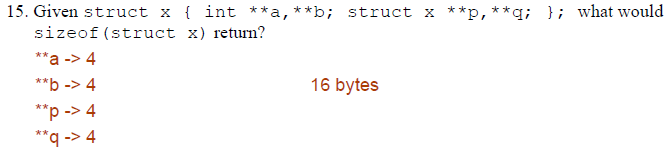 15. Given struct x { int **a,**b; struct x **p,**q; }; what would
sizeof(struct x) return?
**a -> 4
**b -> 4
16 bytes
**p -> 4
**q -> 4